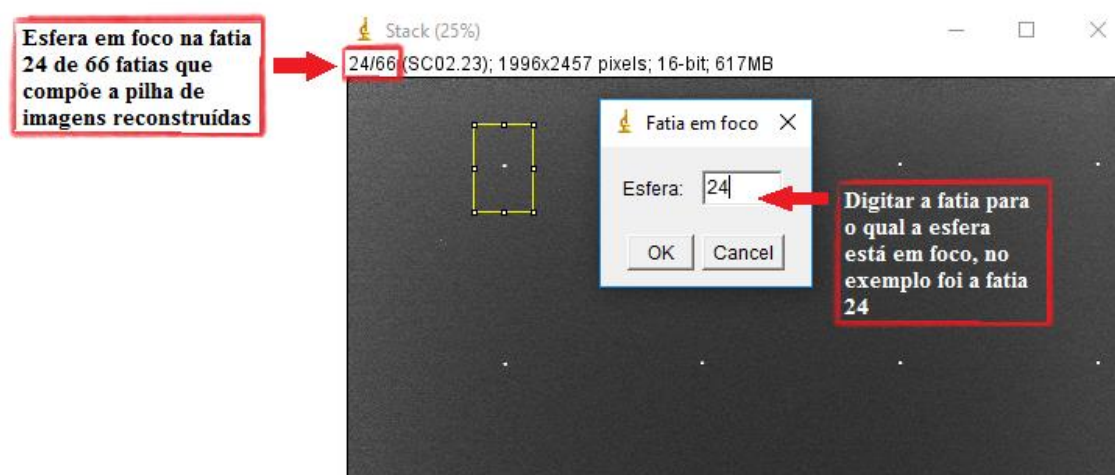 Esfera em foco na fatia
24 de 66 fatias que
compõe a pilha de
imagens reconstruídas
Stack (25%)
24/66 (SC02.23); 1996x2457 pixels; 16-bit; 617MB
Fatia em foco
Esfera: 24
OK Cancel
Digitar a fatia para
o qual a esfera
está em foco, no
exemplo foi a fatia
24